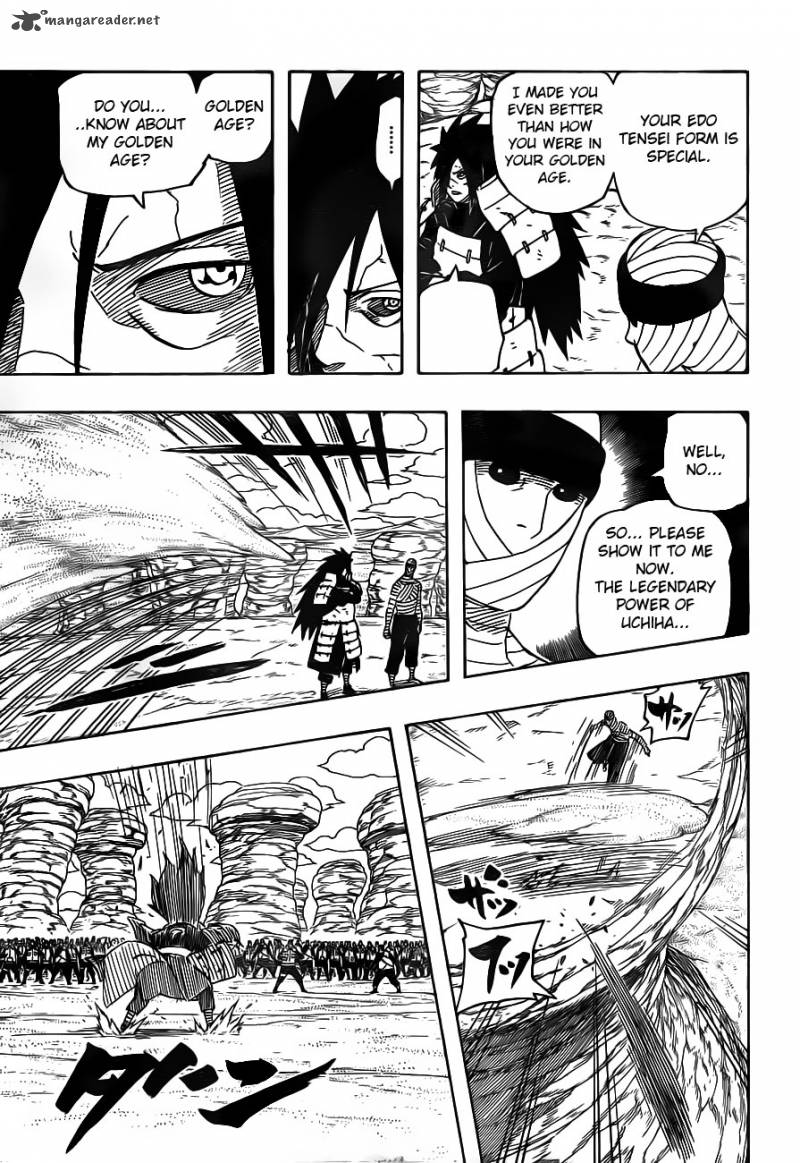 mangareader.net
YOUR EDO
TENSEI FORM IS
SPECIAL.
I MADE YOU
EVEN BETTER
THAN HOW
YOU WERE
IN YOUR
GOLDEN
AGE.
........
GOLDEN
AGE?
DO YOU...
..KNOW ABOUT
MY GOLDEN
AGE?
WELL,
NO...
SO... PLEASE
SHOW IT TO ME
NOW.
THE LEGENDARY
POWER OF
UCHIHA...
ザッ
ザッ
フッ
タンン